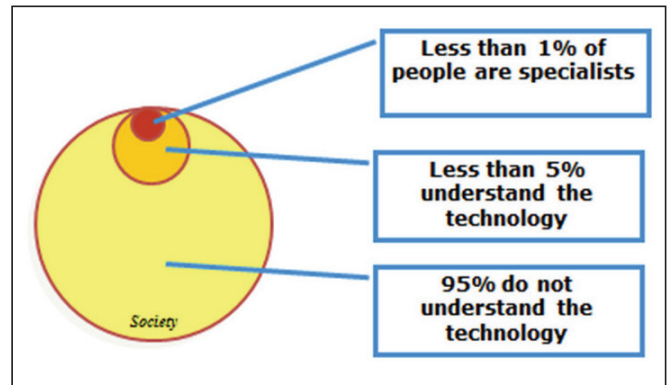 Less than 1% of
people are specialists
Less than 5%
understand the
technology
95% do not
understand the
technology
Society